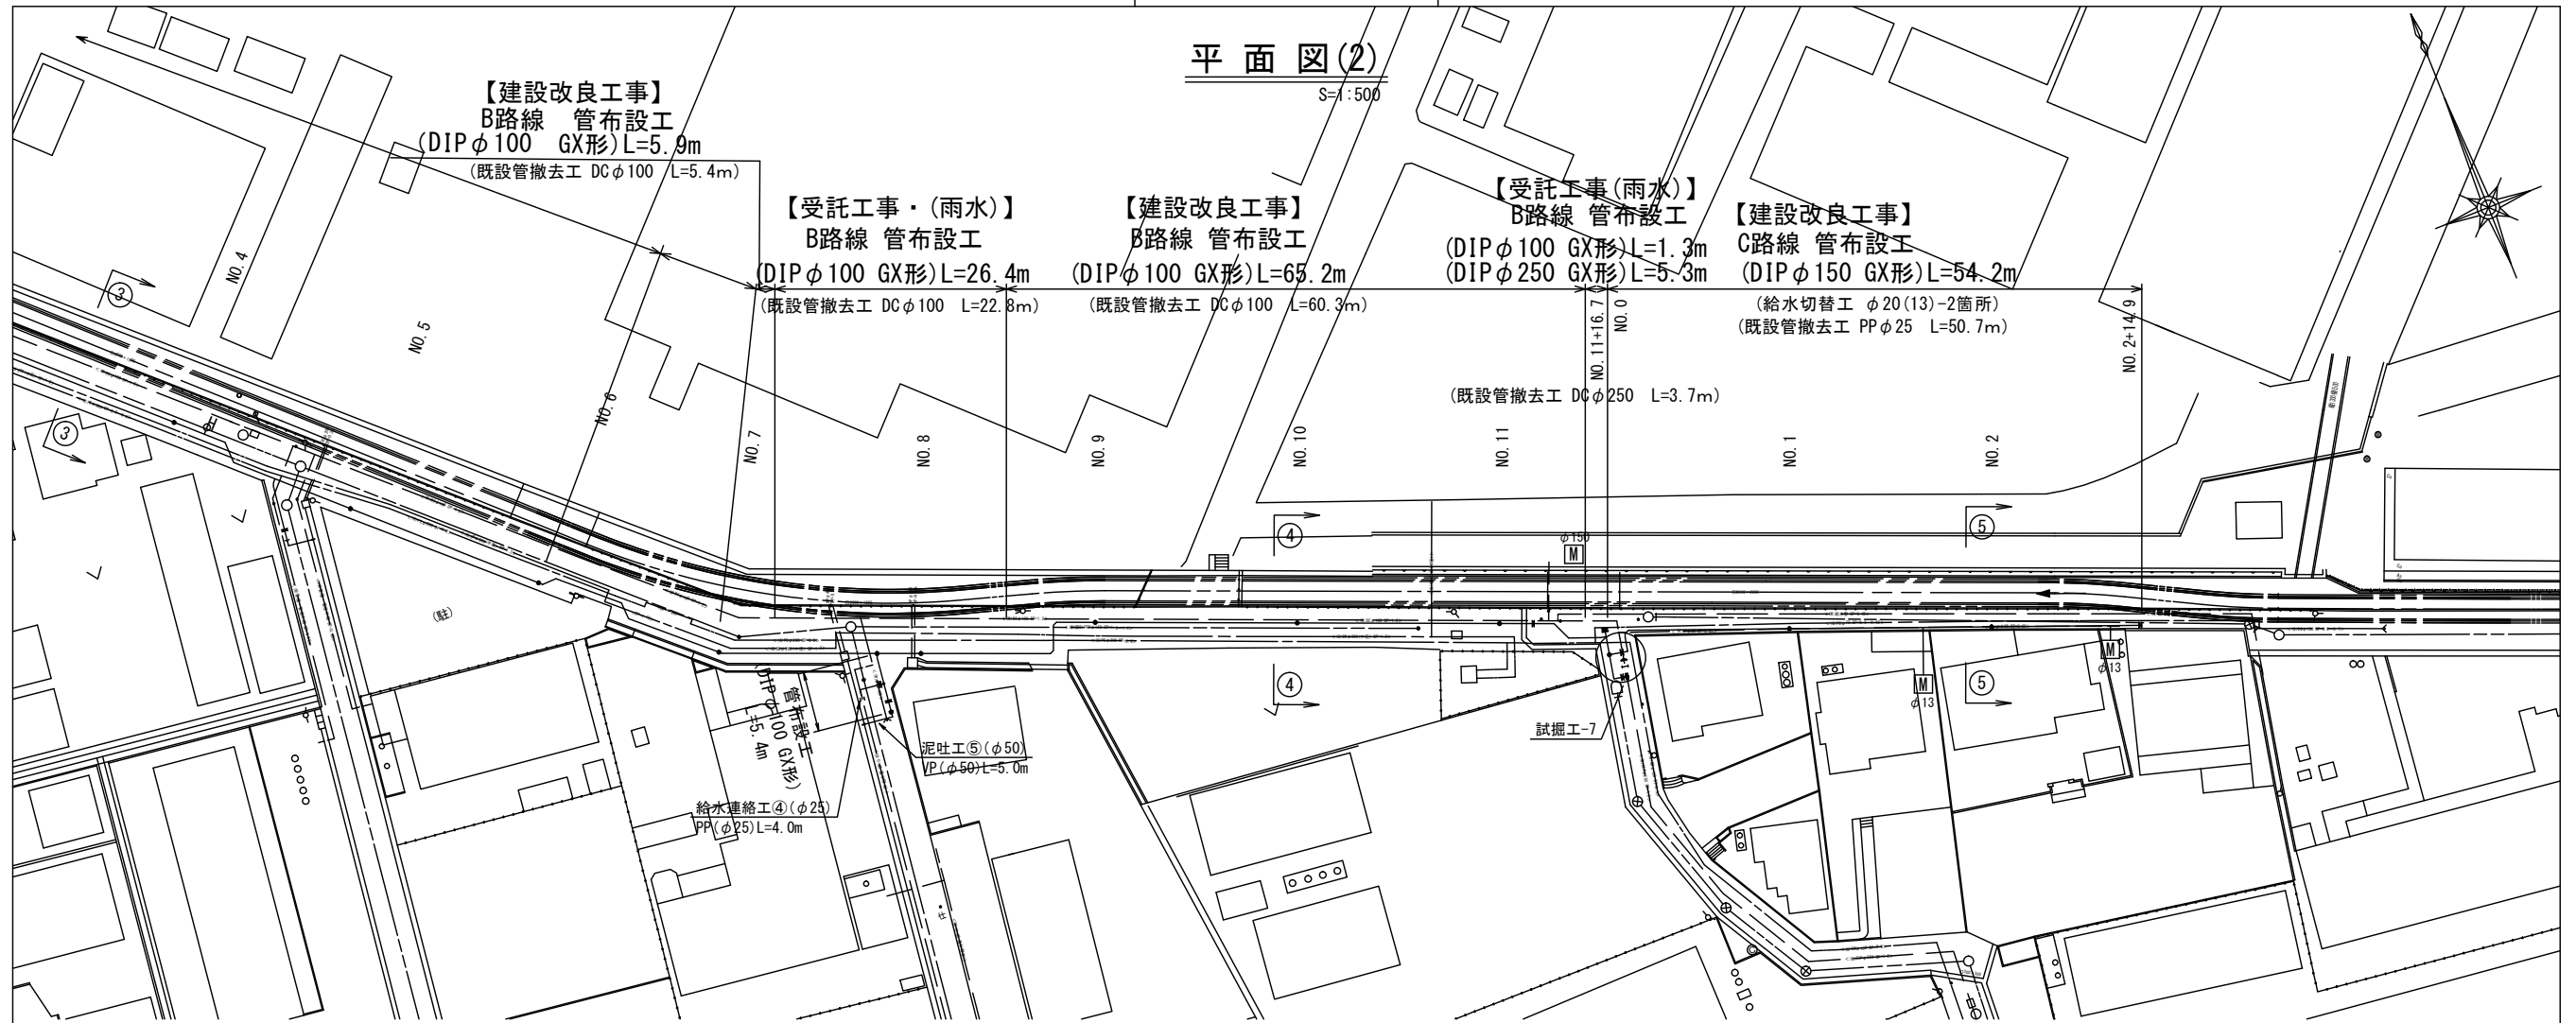 平 面 図(2)
S=1:500
【建設改良工事】
B路線 管布設工
(DIPφ100 GX形)L=5.9m
(既設管撤去工 DCφ100 L=5.4m)
【受託工事・(雨水)】
B路線 管布設工
(DIPφ100 GX形)L=26.4m
(既設管撤去工 DCφ100 L=22.8m)
【建設改良工事】
B路線 管布設工
(DIPφ100 GX形)L=65.2m
(既設管撤去工 DCφ100 L=60.3m)
【受託工事(雨水)】
B路線 管布設工
(DIPφ100 GX形)L=1.3m
(DIPφ250 GX形)L=5.3m
(既設管撤去工 DCφ250 L=3.7m)
【建設改良工事】
C路線 管布設工
(DIPφ150 GX形)L=54.2m
(給水切替工 φ20(13)-2箇所)
(既設管撤去工 PPφ25 L=50.7m)
NO.4
NO.5
NO.6
NO.7
NO.8
NO.9
NO.10
NO.11
NO.11+16.7
NO.0
NO.1
NO.2
NO.2+14.9
③
③
④
④
⑤
⑤
φ150
M
M
φ13
M
φ13
(駐)
管布設工
(DIPφ100 GX形)
L=5.4m
泥吐工⑤(φ50)
VP(φ50)L=5.0m
給水連絡工④(φ25)
PP(φ25)L=4.0m
試掘工-7